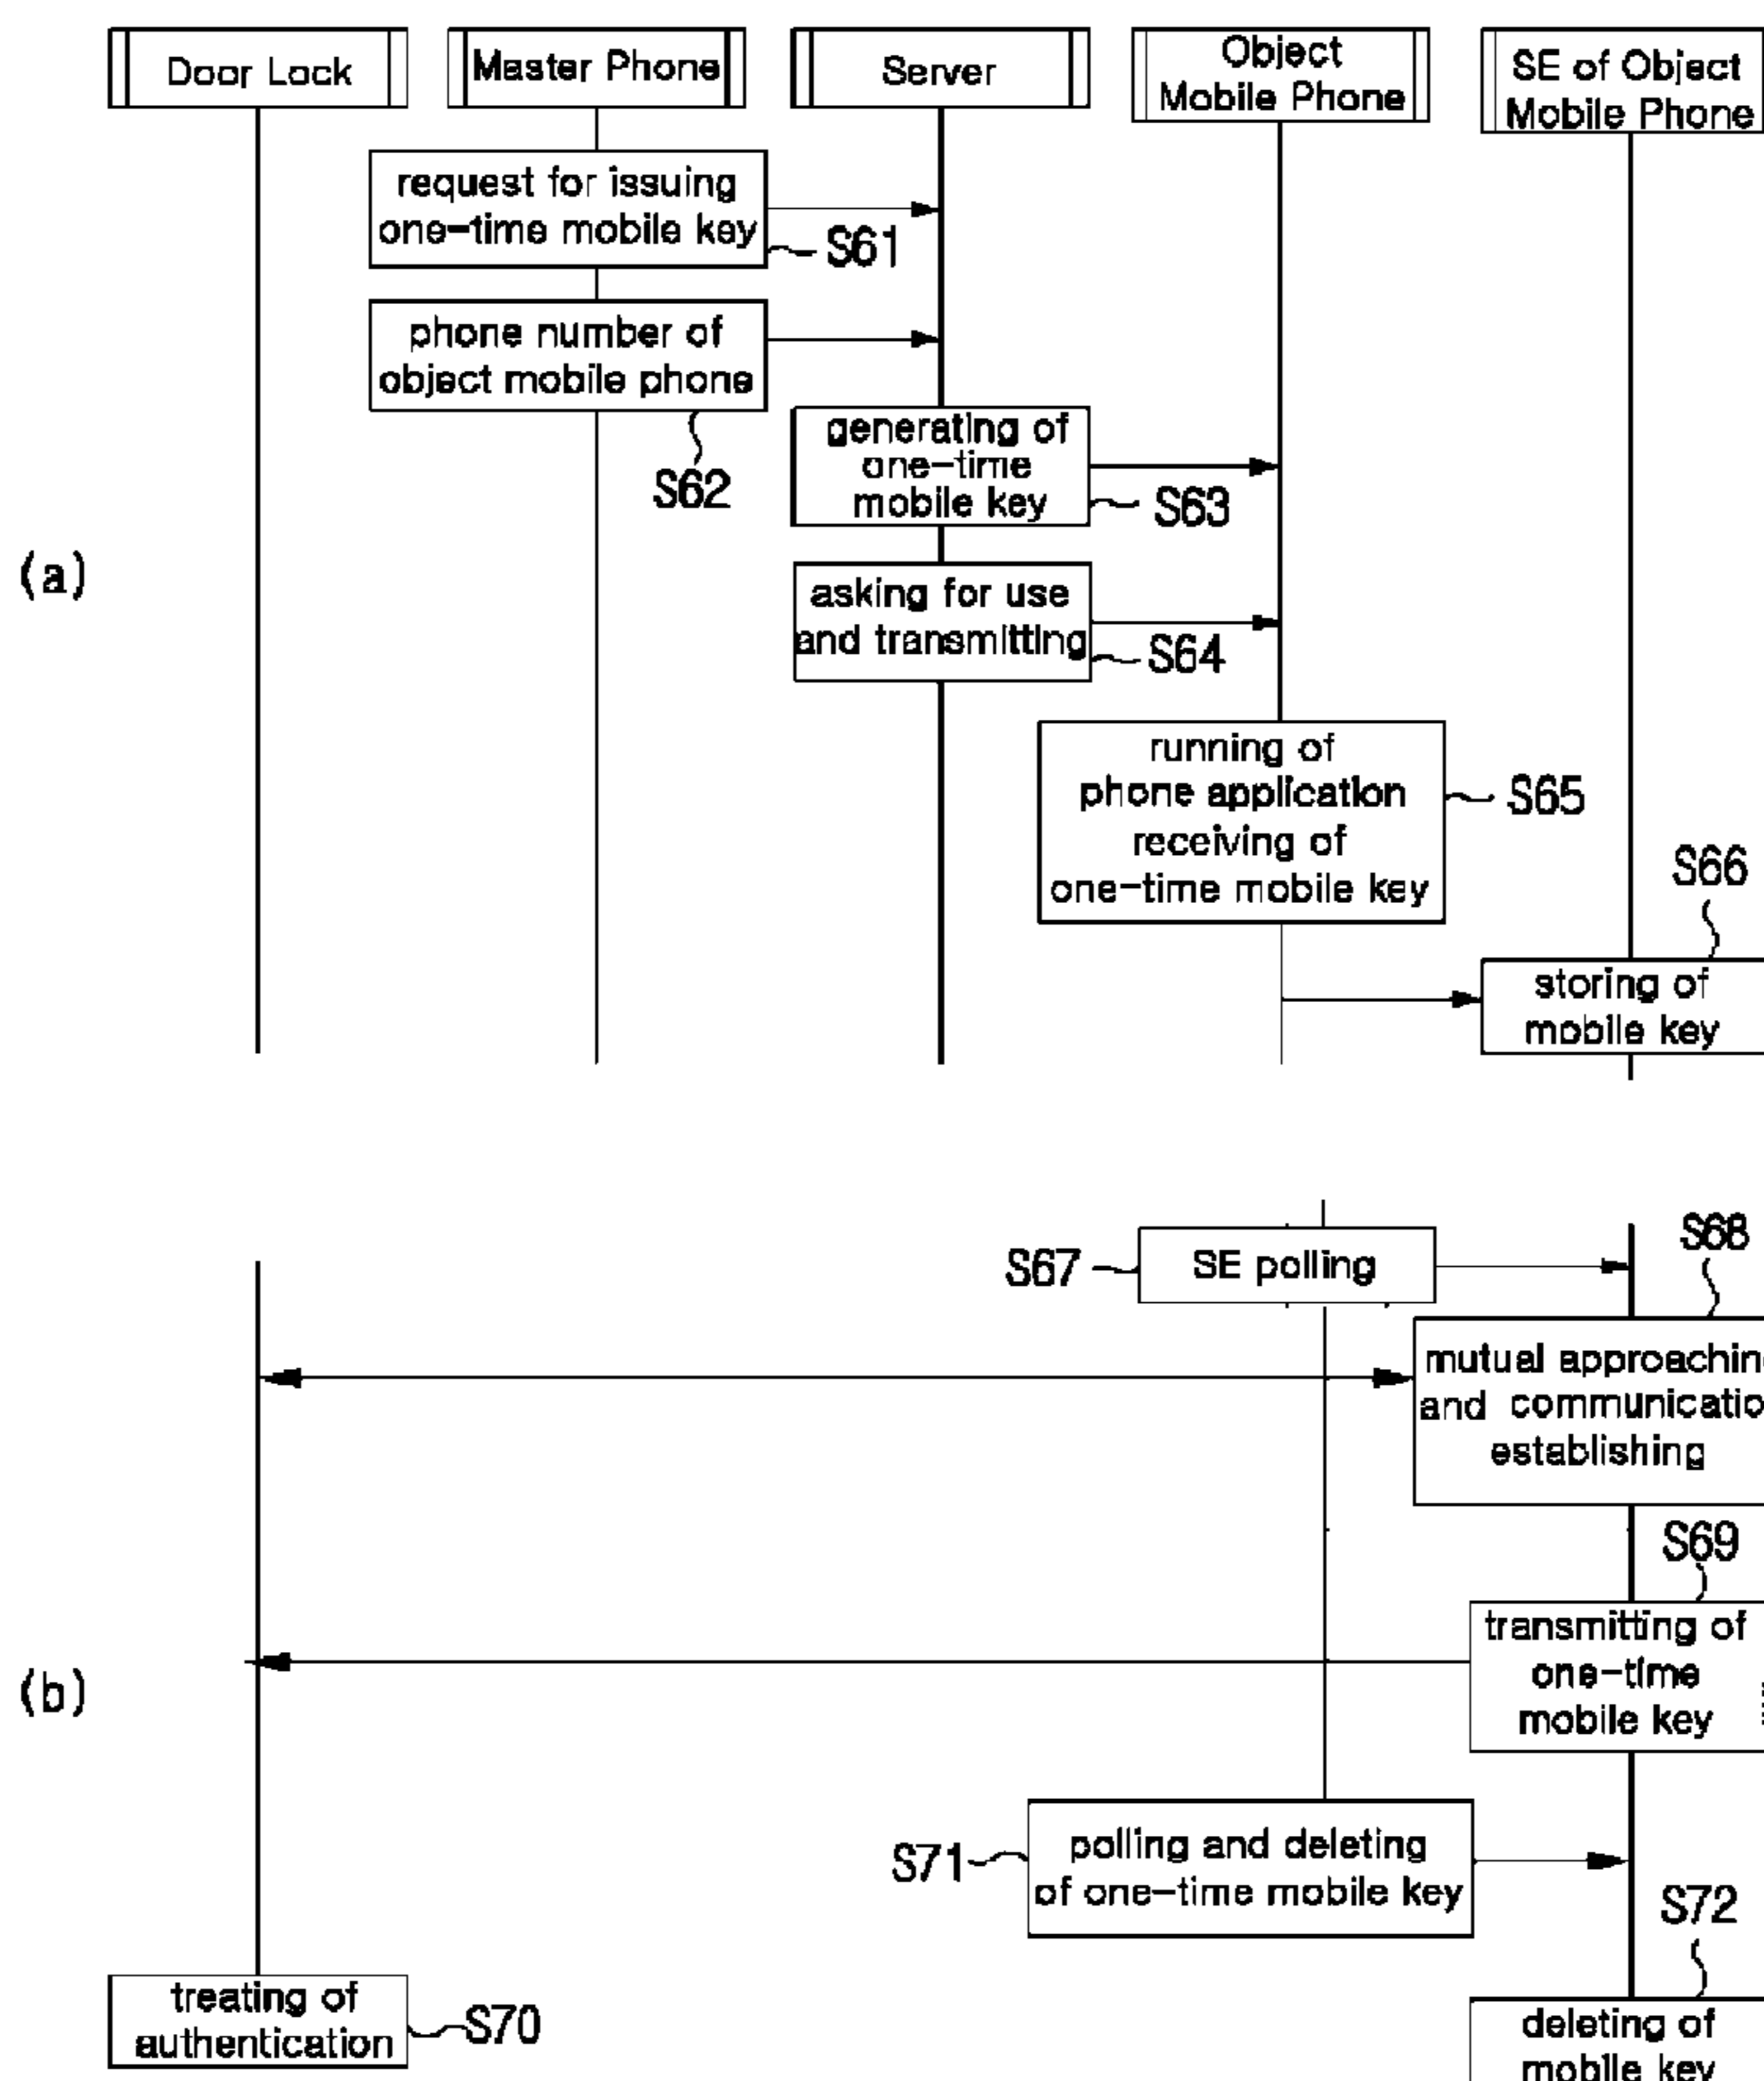 Door Lock
Master Phone
Server
Object
Mobile Phone
SE of Object
Mobile Phone
request for issuing
one-time mobile key
S61
phone number of
object mobile phone
S62
generating of
one-time
mobile key
S63
(a)
asking for use
and transmitting
S64
running of
phone application
receiving of
one-time mobile key
S65
S66
storing of
mobile key
S67
SE polling
S68
mutual approaching
and communicatio
establishing
S69
transmitting of
one-time
mobile key
(b)
S71
polling and deleting
of one-time mobile key
S72
treating of
authentication
S70
deleting of
mobile key